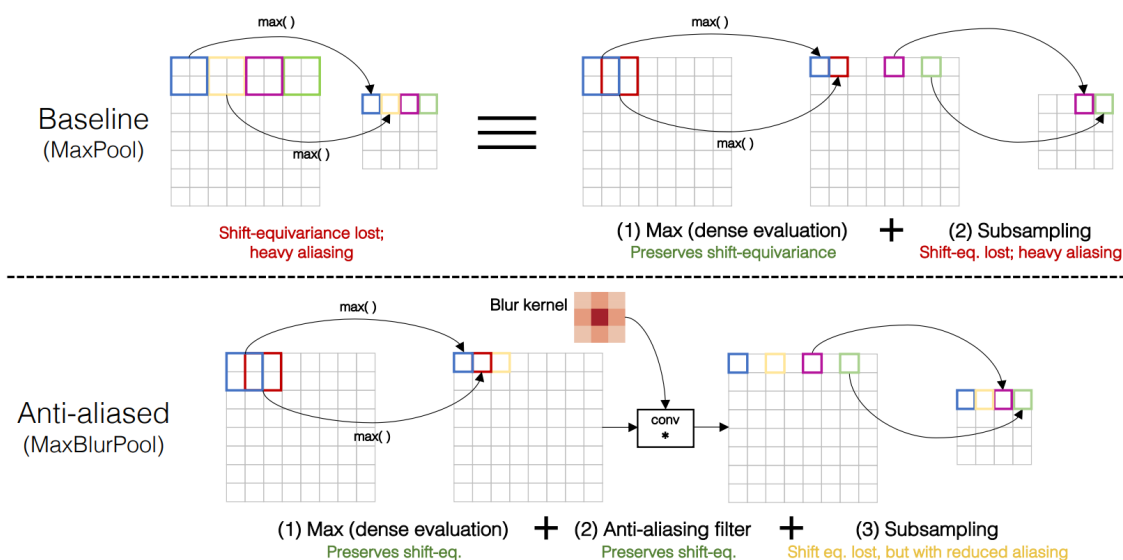 max( )
max( )
Baseline
(MaxPool)
max( )
max( )
Shift-equivariance lost;
heavy aliasing
(1) Max (dense evaluation)
Preserves shift-equivariance
+
(2) Subsampling
Shift-eq. lost; heavy aliasing
Blur kernel
max( )
max( )
conv
*
Anti-aliased
(MaxBlurPool)
(1) Max (dense evaluation)
Preserves shift-eq.
+
(2) Anti-aliasing filter
Preserves shift-eq.
+
(3) Subsampling
Shift eq. lost, but with reduced aliasing